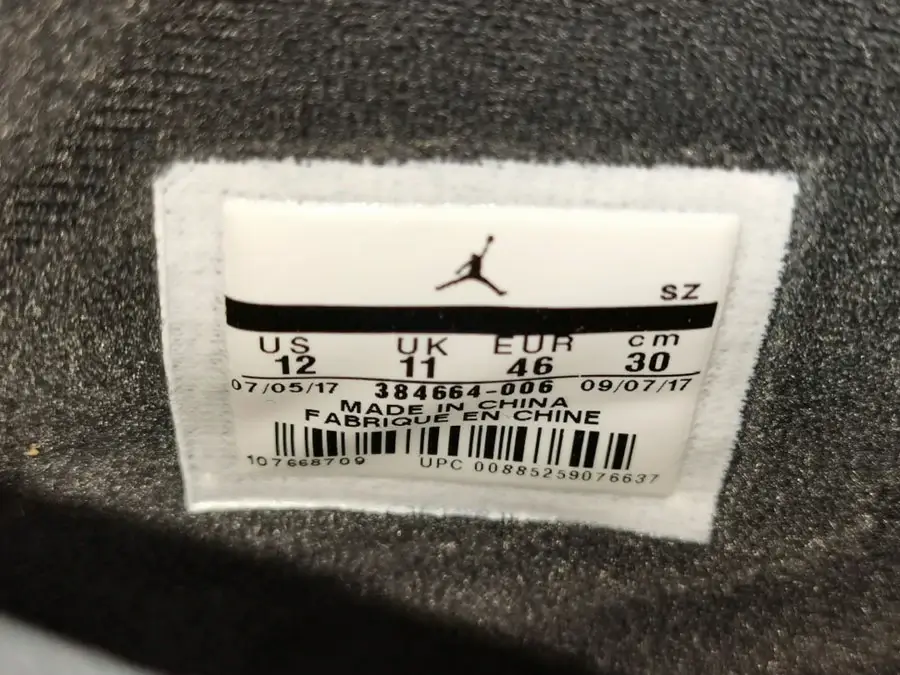 SZ
US UK EUR cm
12 11 46 30
07/05/17 384664-006 09/07/17
MADE IN CHINA
FABRIQUE EN CHINE
107668709 UPC 00885259076637